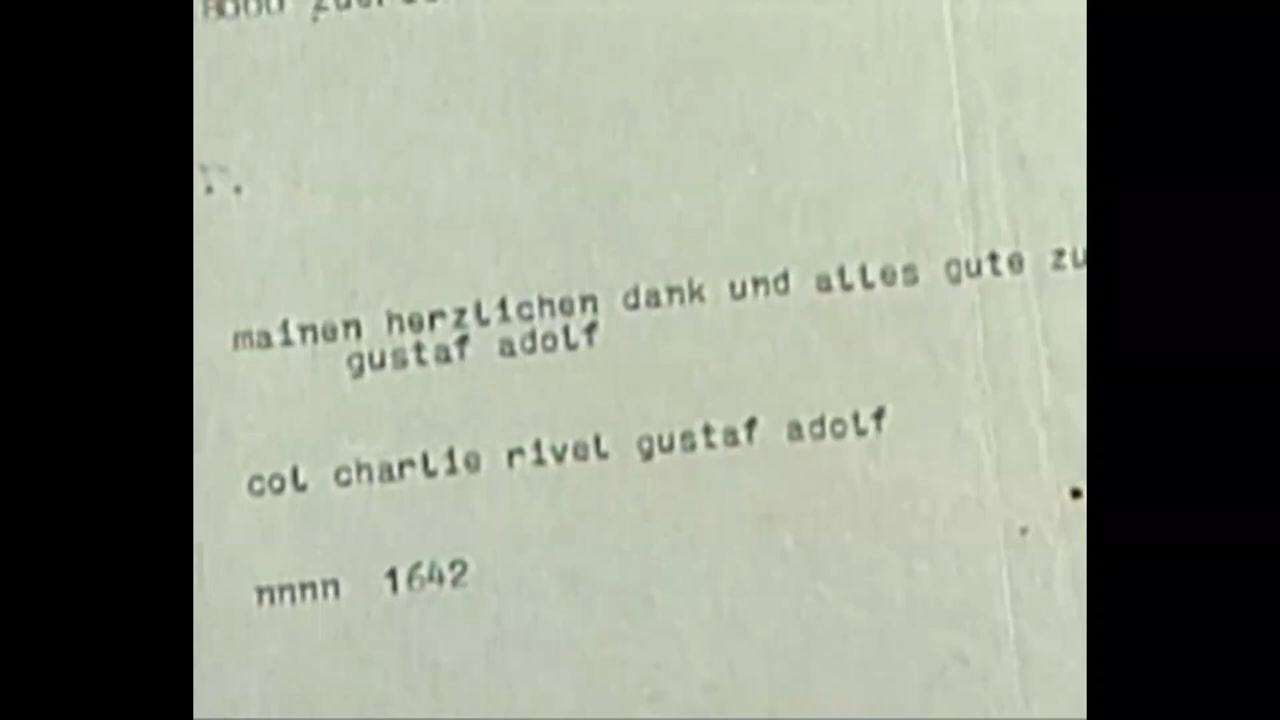 ..
mainen herzlichen dank und alles gute zu
gustaf adolf
col charlie rivel gustaf adolf
nnnn 1642